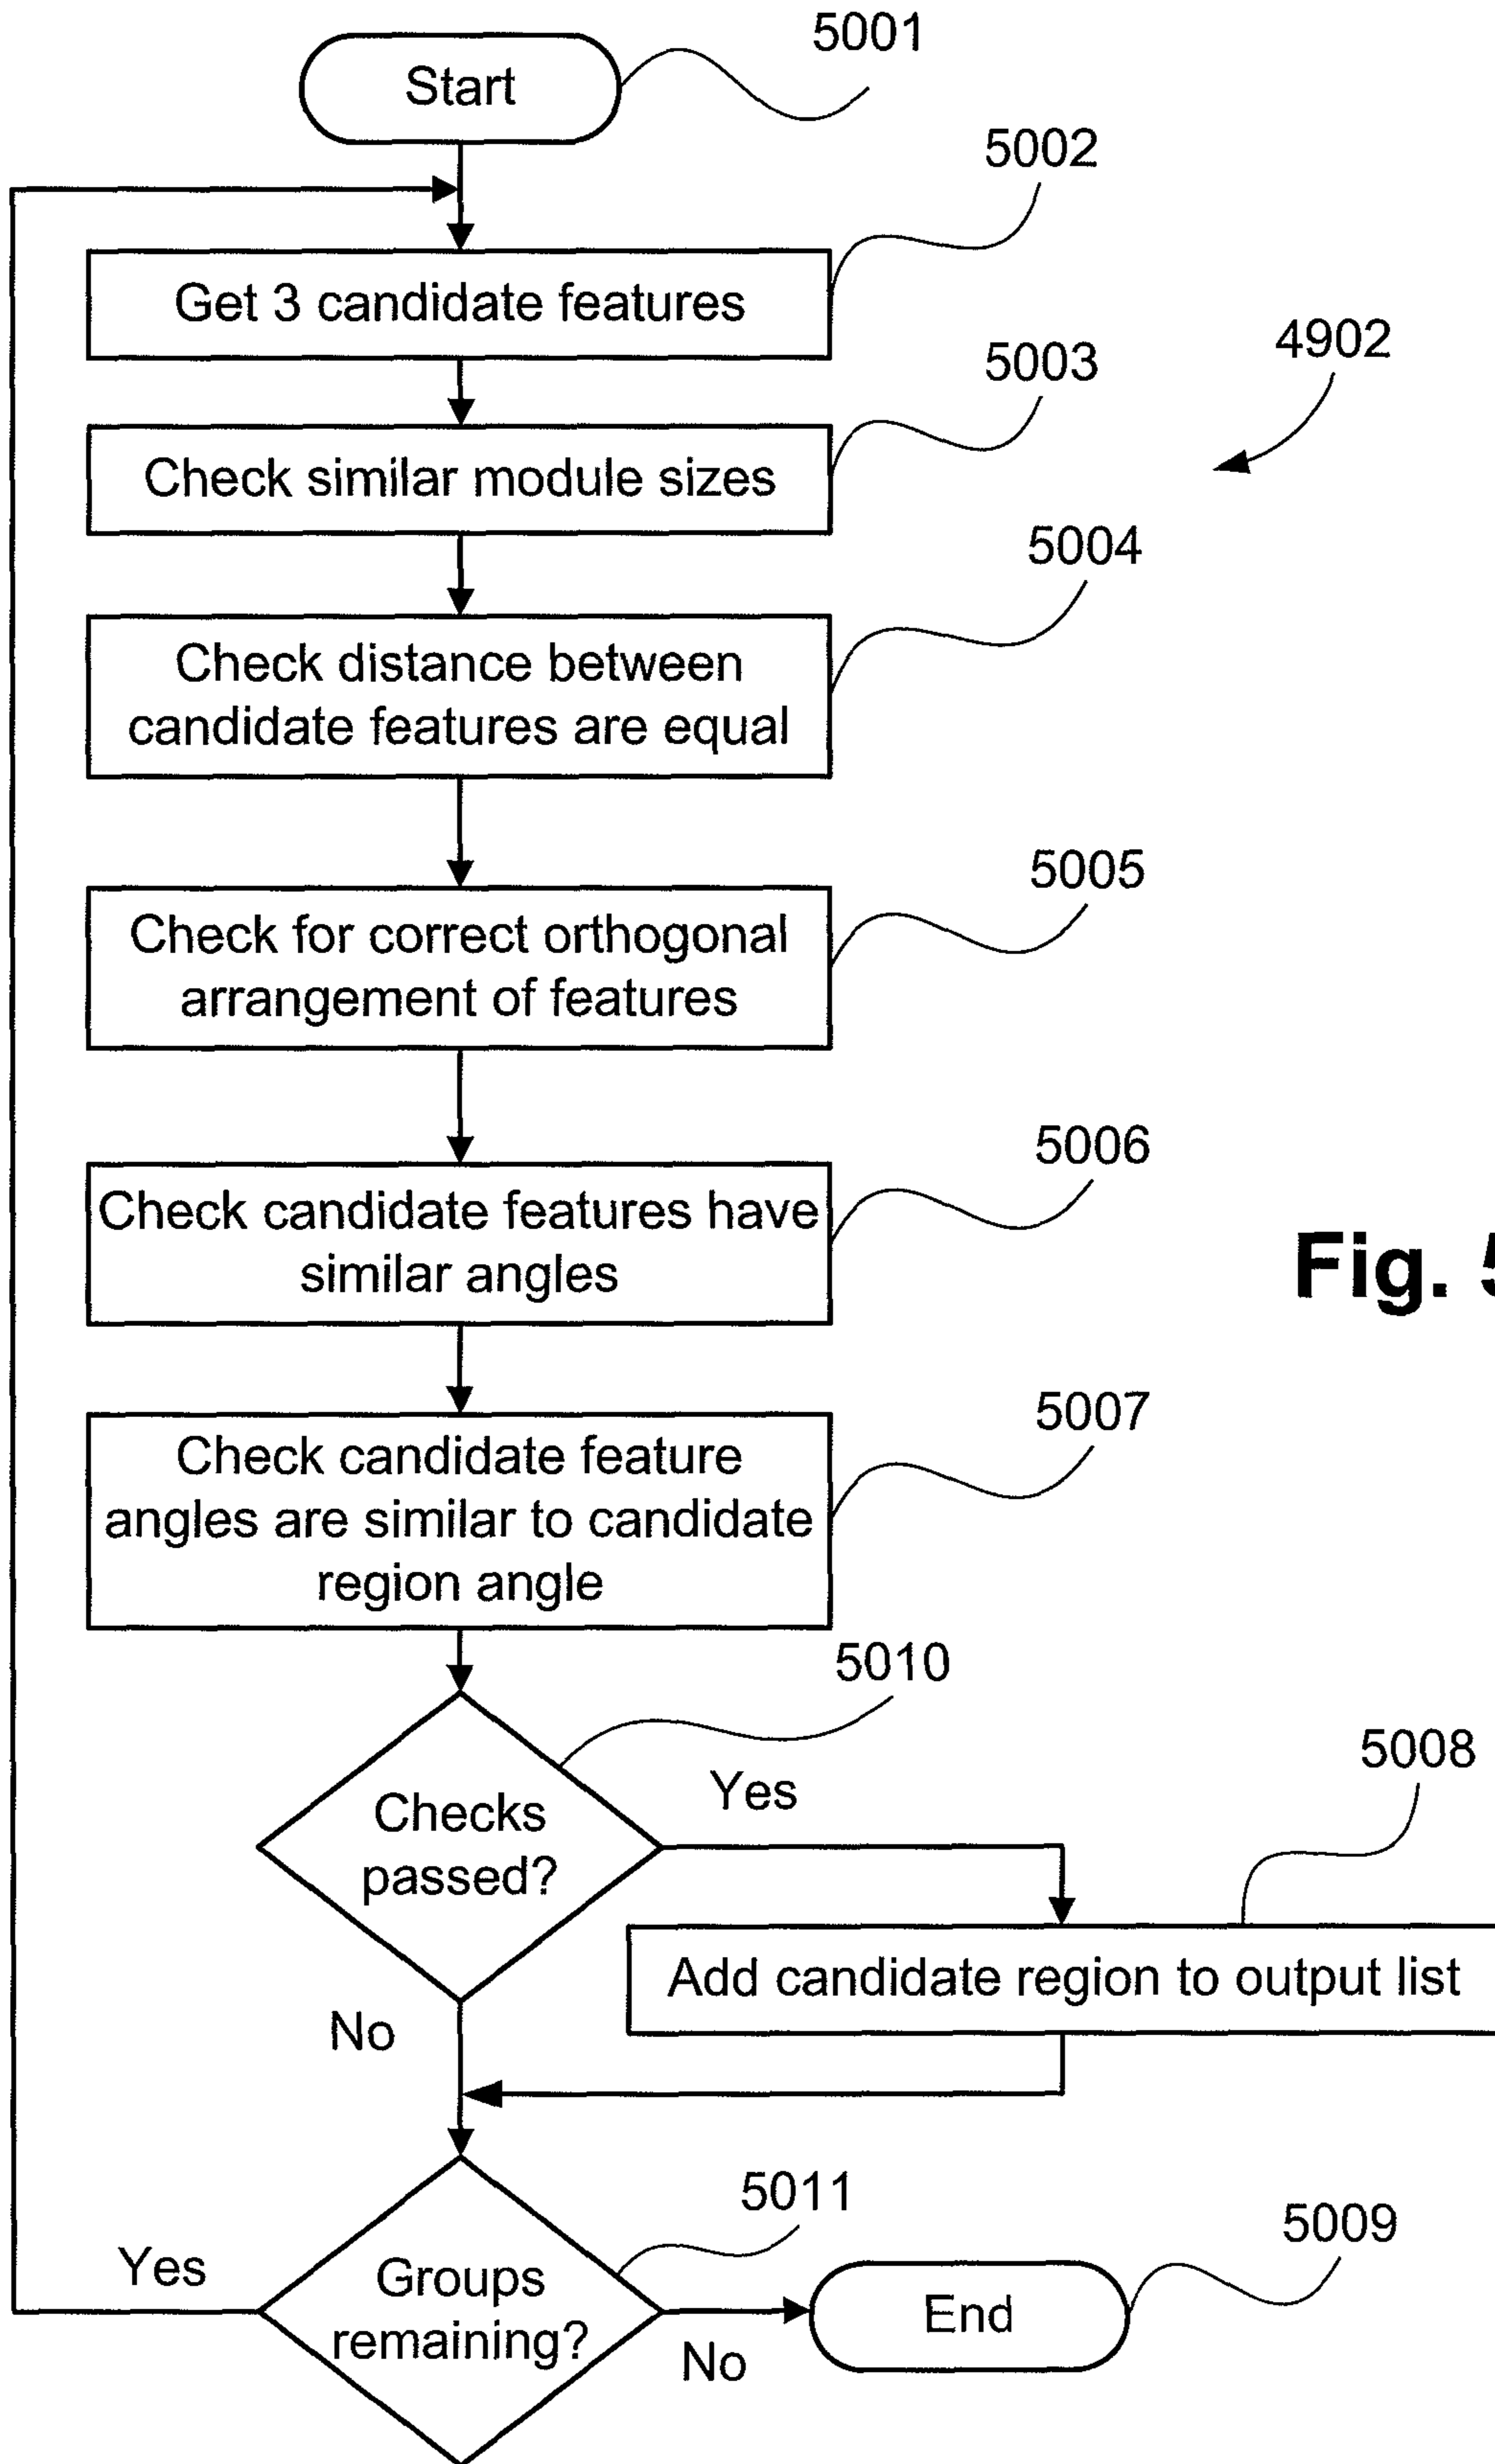 5001
Start
5002
Get 3 candidate features
4902
5003
Check similar module sizes
5004
Check distance between
candidate features are equal
5005
Check for correct orthogonal
arrangement of features
5006
Check candidate features have
similar angles
Fig. 5
5007
Check candidate feature
angles are similar to candidate
region angle
5010
Checks
passed?
Yes
5008
Add candidate region to output list
No
5011
Groups
remaining?
Yes
No
5009
End